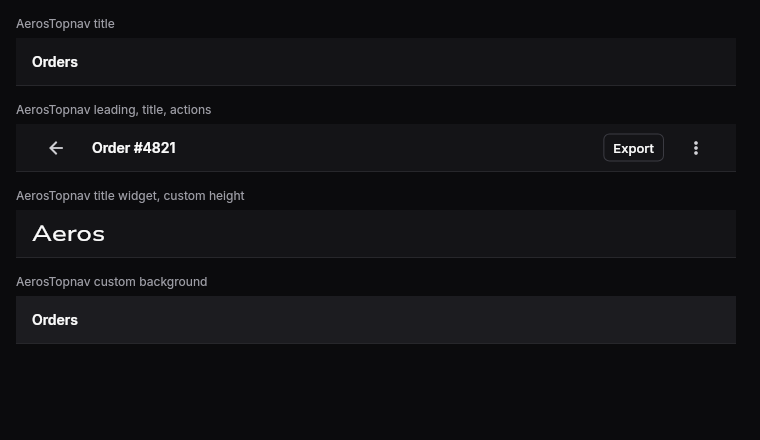 AerosTopnav title
Orders
AerosTopnav leading, title, actions
Order #4821 Export
AerosTopnav title widget, custom height
Aeros
AerosTopnav custom background
Orders